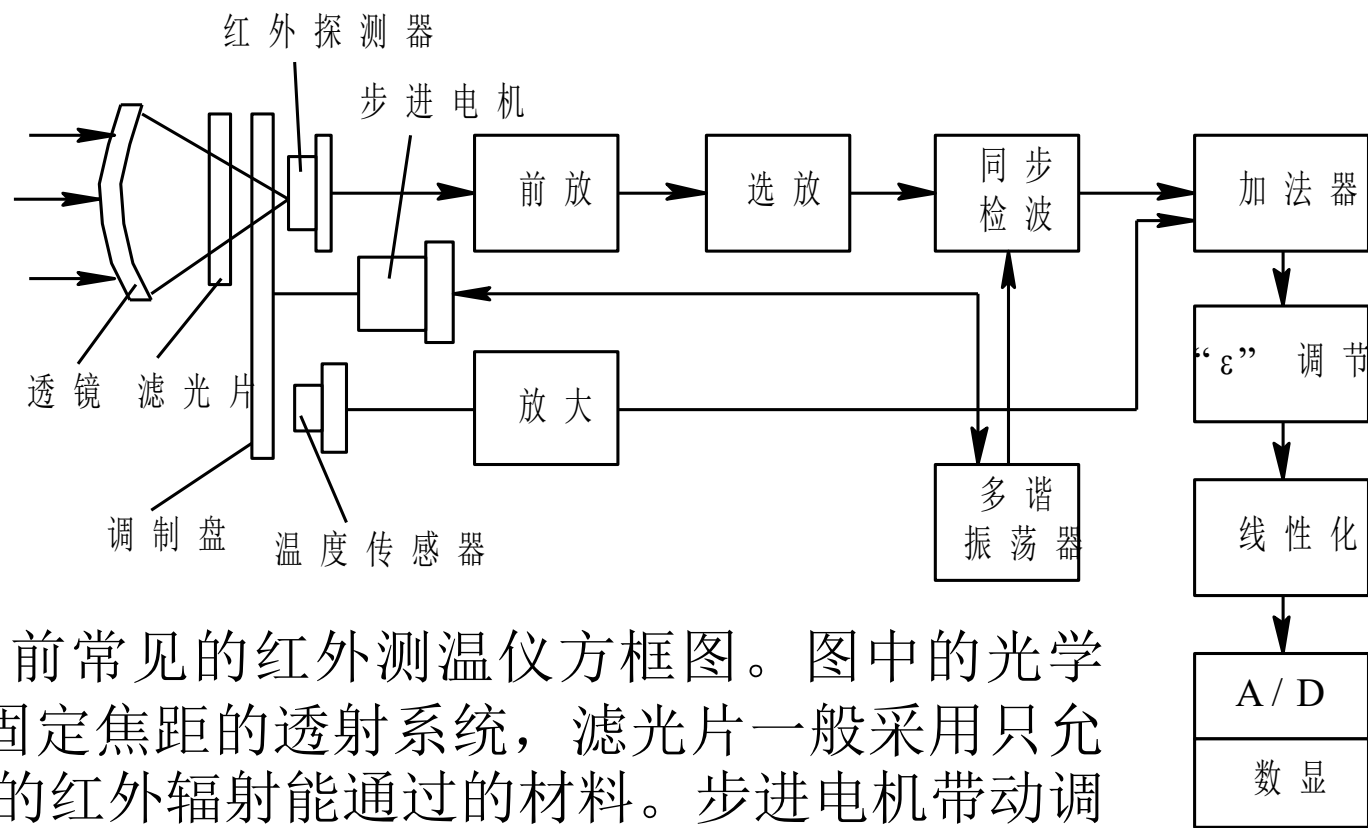 红外探测器
步进电机
前放
选放
同步
检波
加法器
“ε” 调节
透镜
滤光片
放大
调制盘
温度传感器
多谐
振荡器
线性化
A/D
数显
前常见的红外测温仪方框图。图中的光学
固定焦距的透射系统，滤光片一般采用只允
的红外辐射能通过的材料。步进电机带动调